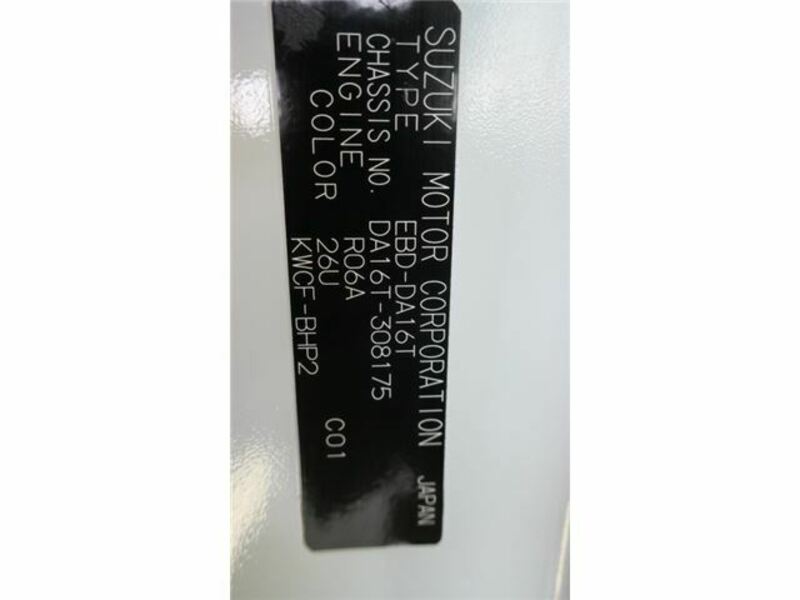 SUZUKI MOTOR CORPORATION JAPAN
TYPE EBD-DA16T
CHASSIS NO. DA16T-308175
ENGINE R06A
COLOR 26U C01
KWCF-BHP2